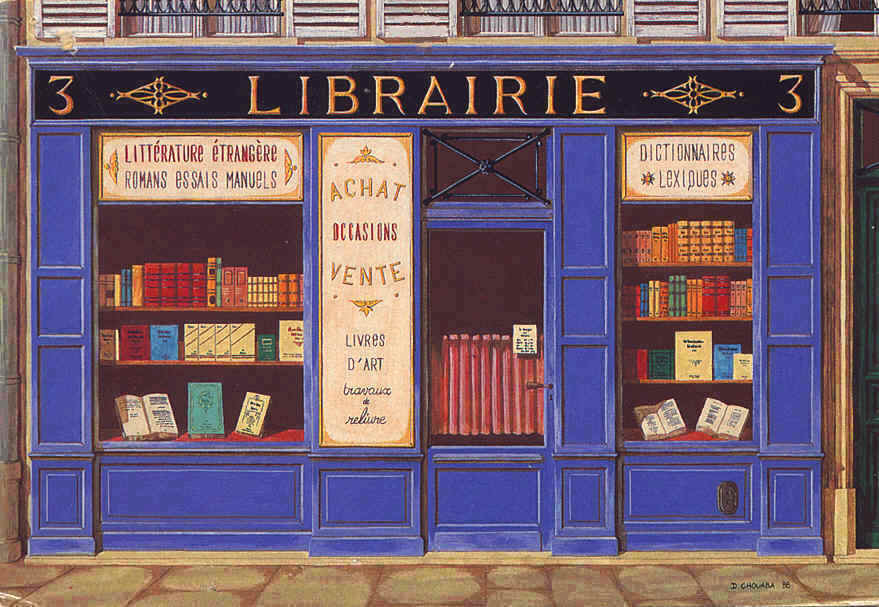 3 LIBRAIRIE 3
LITTÉRATURE ÉTRANGÈRE
ROMANS ESSAIS MANUELS
ACHAT
OCCASIONS
VENTE
LIVRES
D'ART
travaux
de
reliure
DICTIONNAIRES
LEXIQUES
D. CHOUABA 86